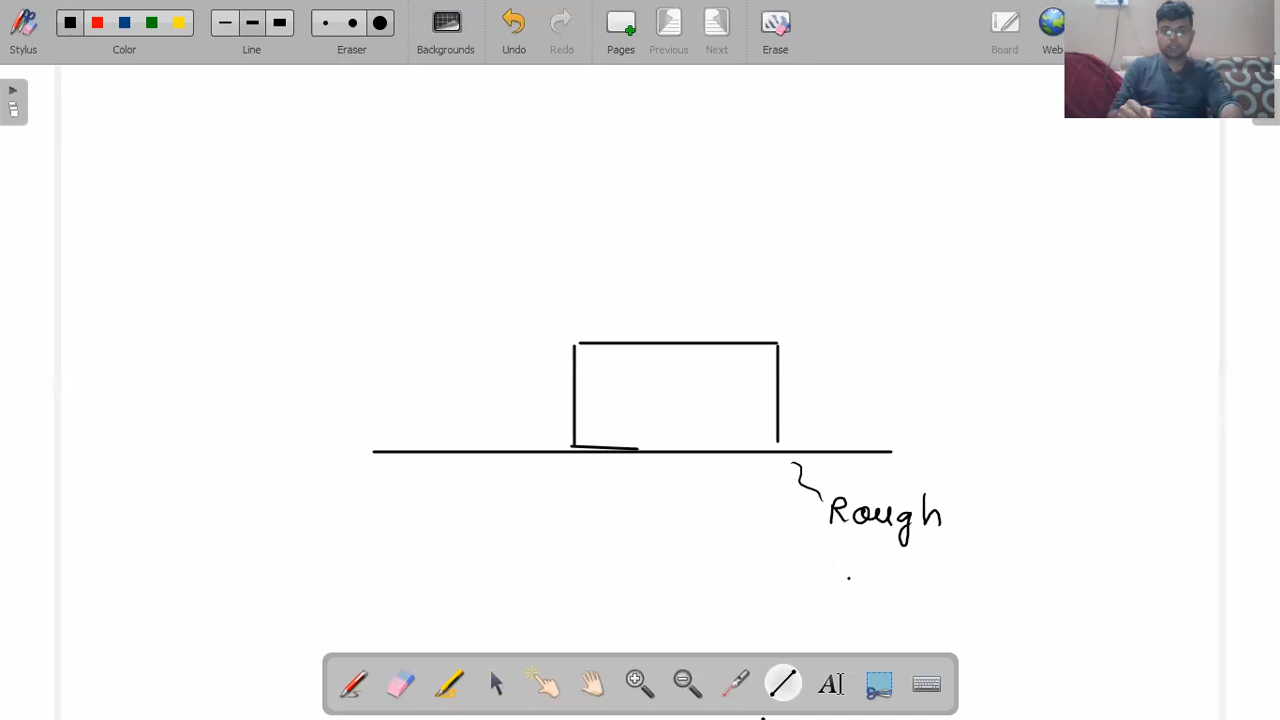 Stylus Color Line Eraser Backgrounds Undo Redo Pages Previous Next Erase Board Web
Rough
A